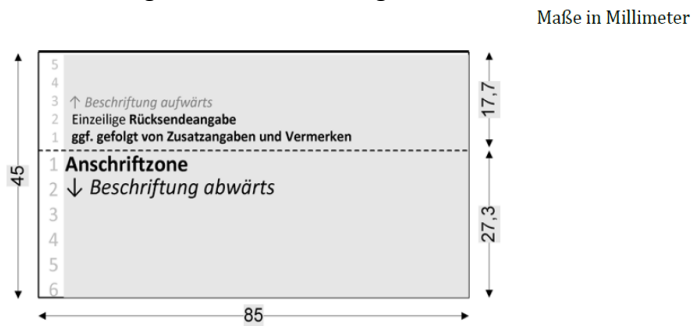 Maße in Millimeter
5
4
3 ↑ Beschriftung aufwärts
2 Einzeilige Rücksendeangabe
1 ggf. gefolgt von Zusatzangaben und Vermerken
17,7
1 Anschriftzone
2 ↓ Beschriftung abwärts
3
4
5
6
45
27,3
85